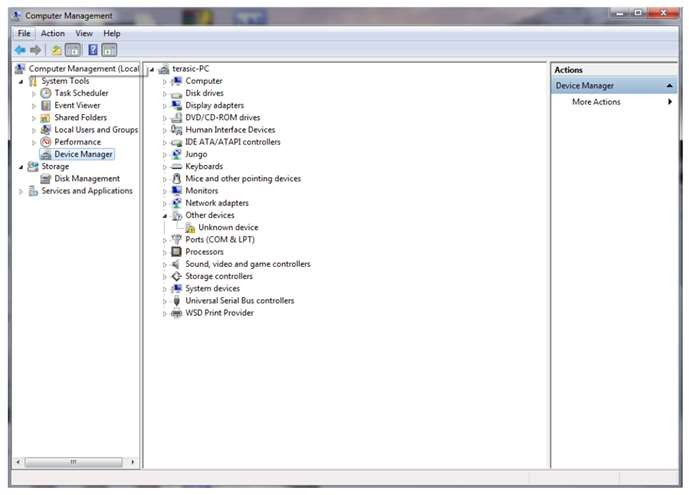 Computer Management
File Action View Help
Computer Management (Local
System Tools
Task Scheduler
Event Viewer
Shared Folders
Local Users and Groups
Performance
Device Manager
Storage
Disk Management
Services and Applications
terasic-PC
Computer
Disk drives
Display adapters
DVD/CD-ROM drives
Human Interface Devices
IDE ATA/ATAPI controllers
Jungo
Keyboards
Mice and other pointing devices
Monitors
Network adapters
Other devices
Unknown device
Ports (COM & LPT)
Processors
Sound, video and game controllers
Storage controllers
System devices
Universal Serial Bus controllers
WSD Print Provider
Actions
Device Manager
More Actions